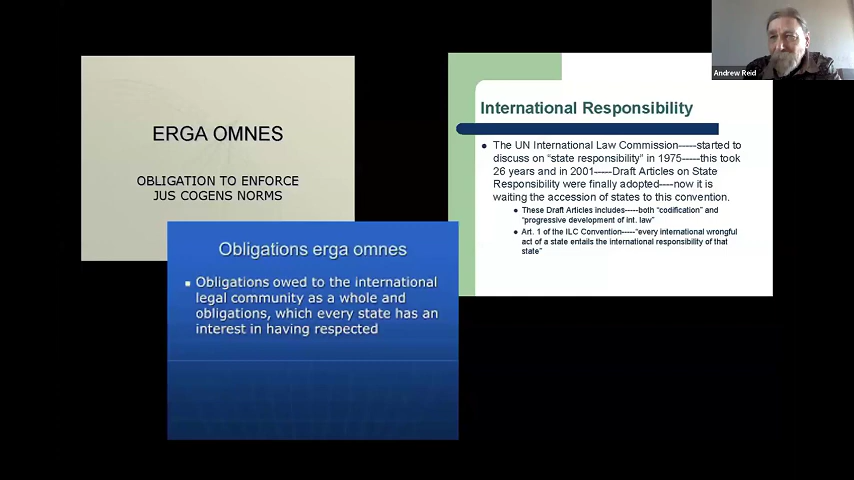 Andrew Reid
ERGA OMNES
OBLIGATION TO ENFORCE
JUS COGENS NORMS
International Responsibility
The UN International Law Commission-----started to
discuss on “state responsibility” in 1975-----this took
26 years and in 2001-----Draft Articles on State
Responsibility were finally adopted----now it is
waiting the accession of states to this convention.
These Draft Articles includes-----both “codification” and
“progressive development of int. law”
Art. 1 of the ILC Convention-----“every international wrongful
act of a state entails the international responsibility of that
state”
Obligations erga omnes
Obligations owed to the international
legal community as a whole and
obligations, which every state has an
interest in having respected